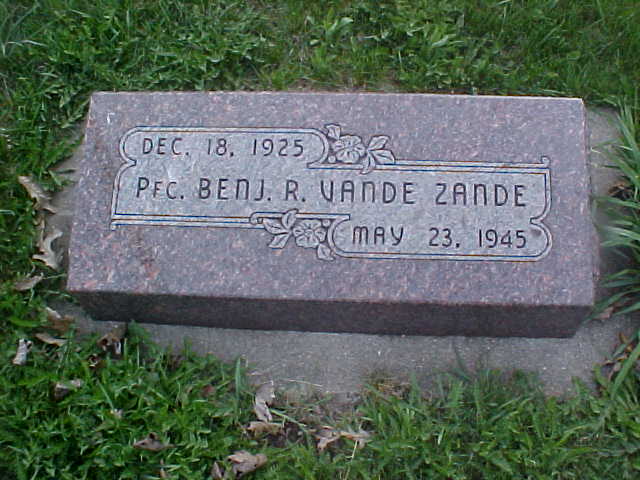 DEC. 18, 1925
PFC. BENJ. R. VANDE ZANDE
MAY 23, 1945